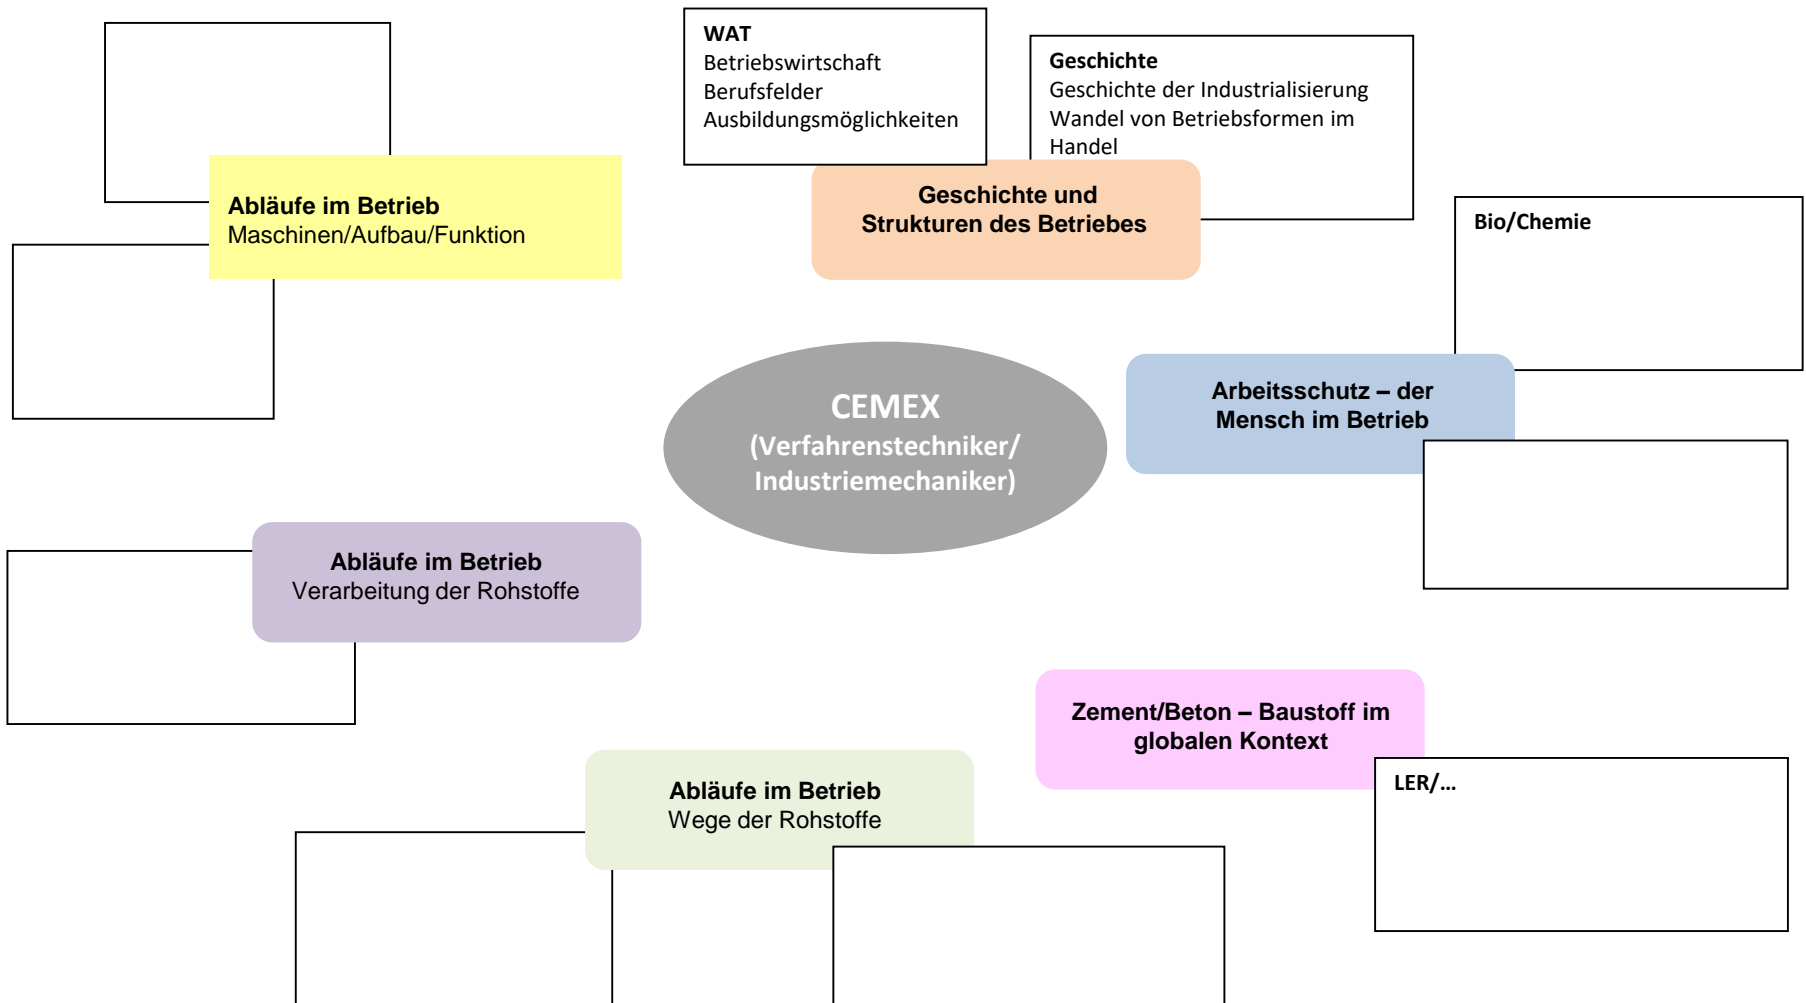 WAT
Betriebswirtschaft
Berufsfelder
Ausbildungsmöglichkeiten
Geschichte
Geschichte der Industrialisierung
Wandel von Betriebsformen im
Handel
Abläufe im Betrieb
Maschinen/Aufbau/Funktion
Geschichte und
Strukturen des Betriebes
Bio/Chemie
Arbeitsschutz – der
Mensch im Betrieb
CEMEX
(Verfahrenstechniker/
Industriemechaniker)
Abläufe im Betrieb
Verarbeitung der Rohstoffe
Zement/Beton – Baustoff im
globalen Kontext
LER/...
Abläufe im Betrieb
Wege der Rohstoffe